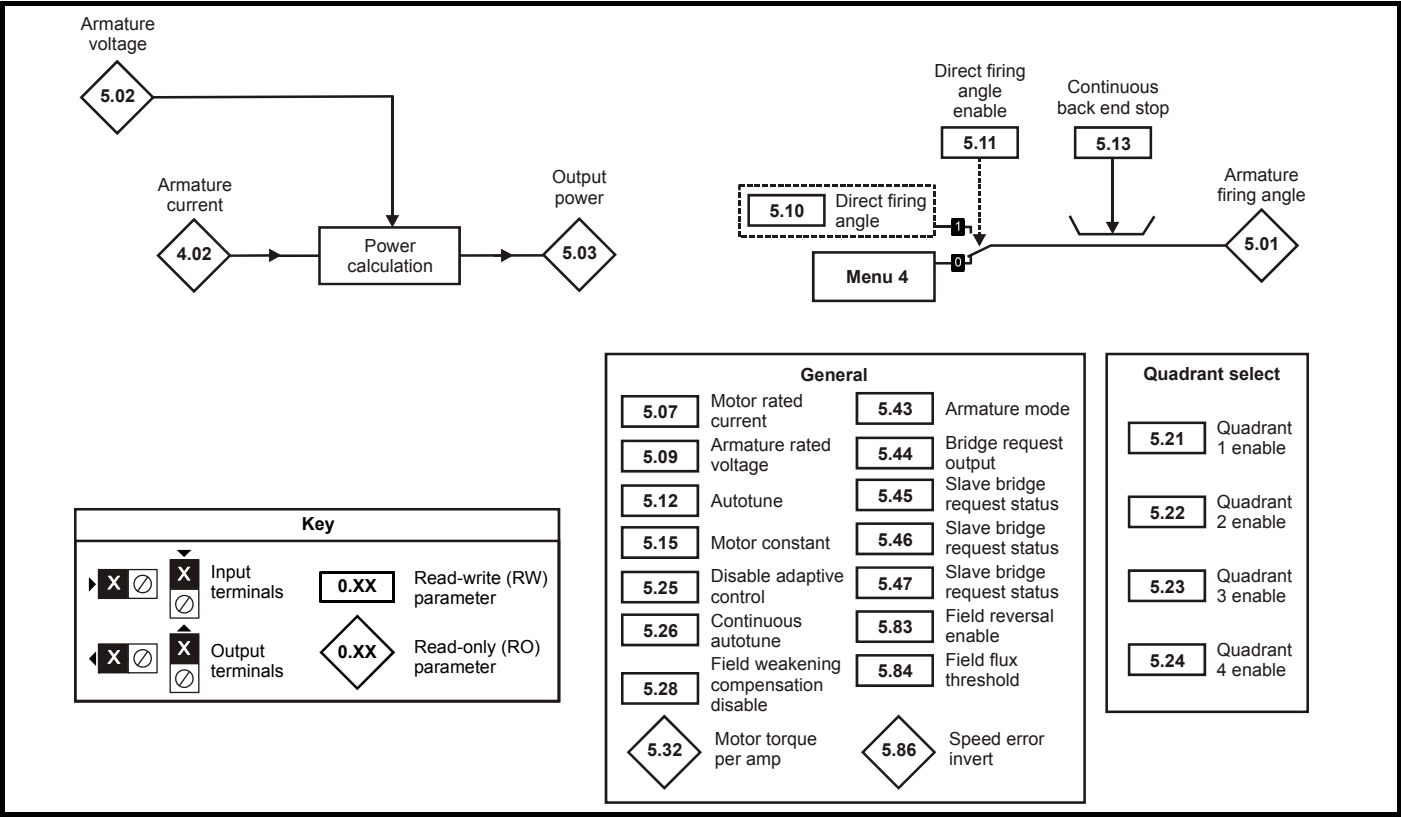 Armature
voltage
5.02
Armature
current
4.02
Power
calculation
Output
power
5.03
Direct firing
angle
enable
5.11
Continuous
back end stop
5.13
5.10
Direct firing
angle
1
0
Menu 4
Armature
firing angle
5.01
General
5.07
Motor rated
current
5.09
Armature rated
voltage
5.12
Autotune
5.15
Motor constant
5.25
Disable adaptive
control
5.26
Continuous
autotune
5.28
Field weakening
compensation
disable
5.32
Motor torque
per amp
5.43
Armature mode
5.44
Bridge request
output
5.45
Slave bridge
request status
5.46
Slave bridge
request status
5.47
Slave bridge
request status
5.83
Field reversal
enable
5.84
Field flux
threshold
5.86
Speed error
invert
Quadrant select
5.21
Quadrant
1 enable
5.22
Quadrant
2 enable
5.23
Quadrant
3 enable
5.24
Quadrant
4 enable
Key
X
X
Input
terminals
0.XX
Read-write (RW)
parameter
X
X
Output
terminals
0.XX
Read-only (RO)
parameter